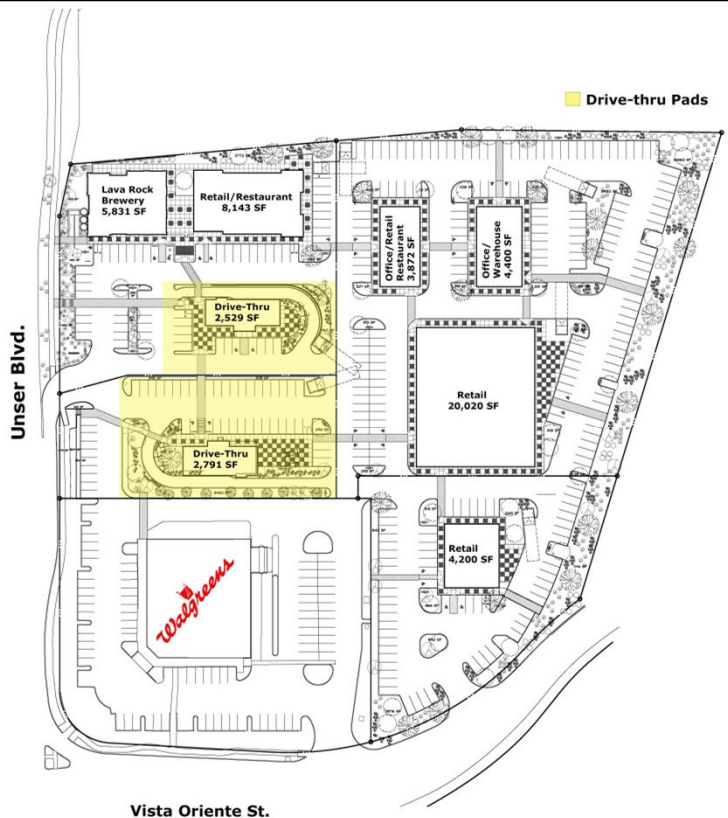 Drive-thru Pads
Lava Rock
Brewery
5,831 SF
Retail/Restaurant
8,143 SF
Office/Retail
Restaurant
3,872 SF
Office/
Warehouse
4,400 SF
Drive-Thru
2,529 SF
Unser Blvd.
Retail
20,020 SF
Drive-Thru
2,791 SF
Retail
4,200 SF
Walgreens
Vista Oriente St.